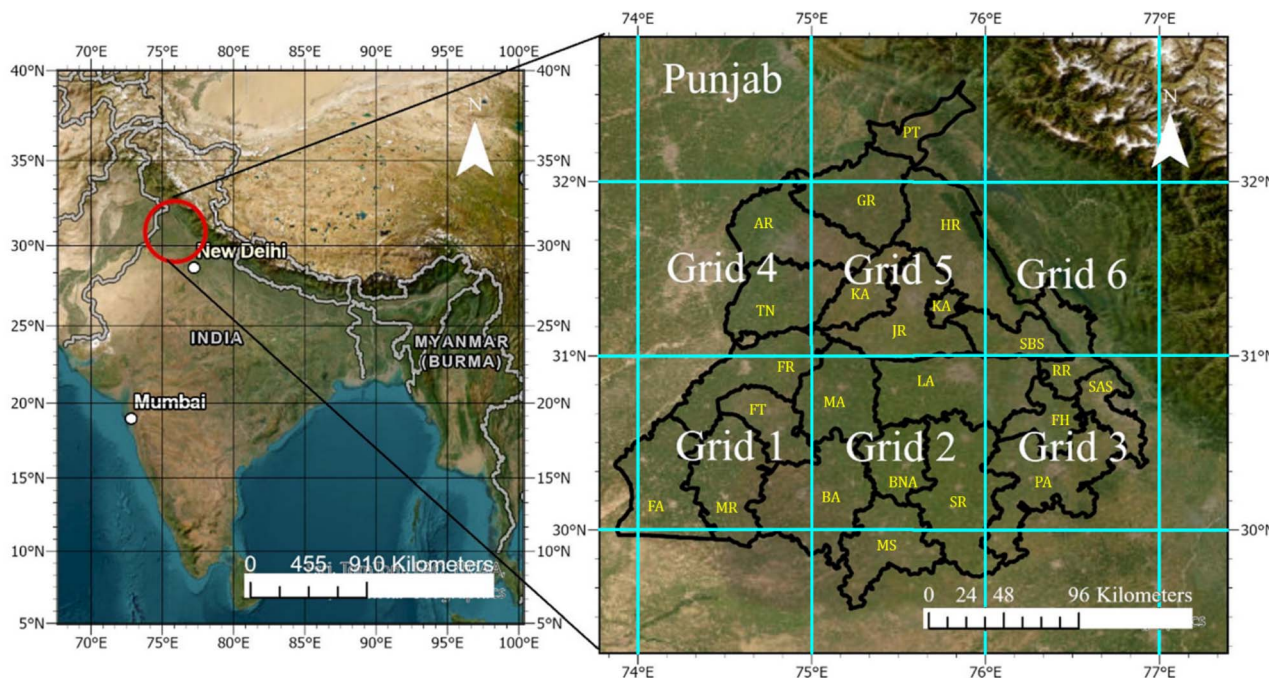 70°E 75°E 80°E 85°E 90°E 95°E 100°E
40°N 40°N
35°N 35°N
30°N 30°N
25°N 25°N
20°N 20°N
15°N 15°N
10°N 10°N
5°N 5°N
70°E 75°E 80°E 85°E 90°E 95°E 100°E
N
New Delhi
INDIA
MYANMAR
(BURMA)
Mumbai
0 455 910 Kilometers
74°E 75°E 76°E 77°E
32°N 32°N
31°N 31°N
30°N 30°N
74°E 75°E 76°E 77°E
Punjab
N
PT
GR
AR
HR
Grid 4 Grid 5 Grid 6
KA
KA
TN
JR
SBS
FR
RR
LA
SAS
MA
FT
FH
Grid 1 Grid 2 Grid 3
BNA
PA
BA
SR
FA
MR
MS
0 24 48 96 Kilometers